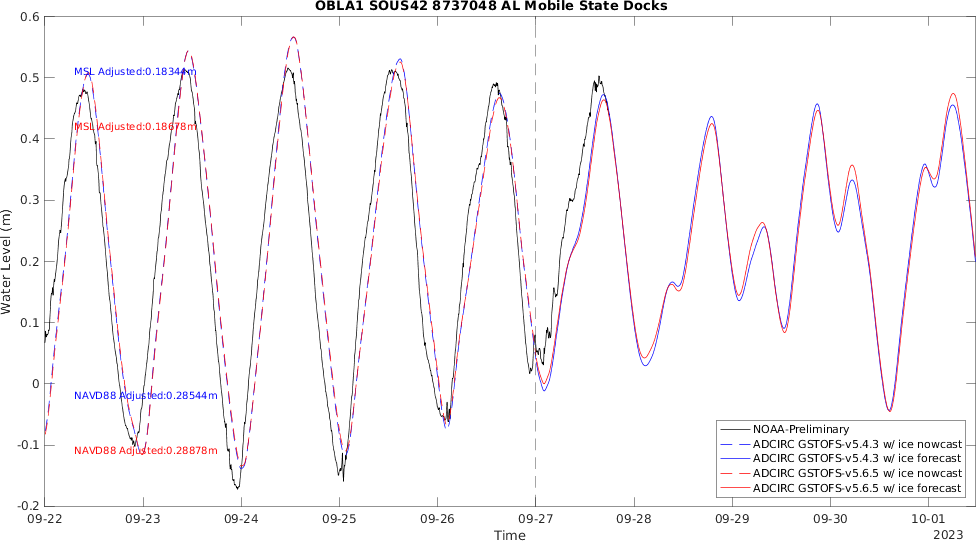 OBLA1 SOUS42 8737048 AL Mobile State Docks
0.6
0.5
0.4
0.3
0.2
0.1
0
-0.1
-0.2
Water Level (m)
MSL Adjusted:0.18344m
MSL Adjusted:0.18678m
NAVD88 Adjusted:0.28544m
NAVD88 Adjusted:0.28878m
NOAA-Preliminary
ADCIRC GSTOFS-v5.4.3 w/ ice nowcast
ADCIRC GSTOFS-v5.4.3 w/ ice forecast
ADCIRC GSTOFS-v5.6.5 w/ ice nowcast
ADCIRC GSTOFS-v5.6.5 w/ ice forecast
09-22 09-23 09-24 09-25 09-26 09-27 09-28 09-29 09-30 10-01
Time
2023